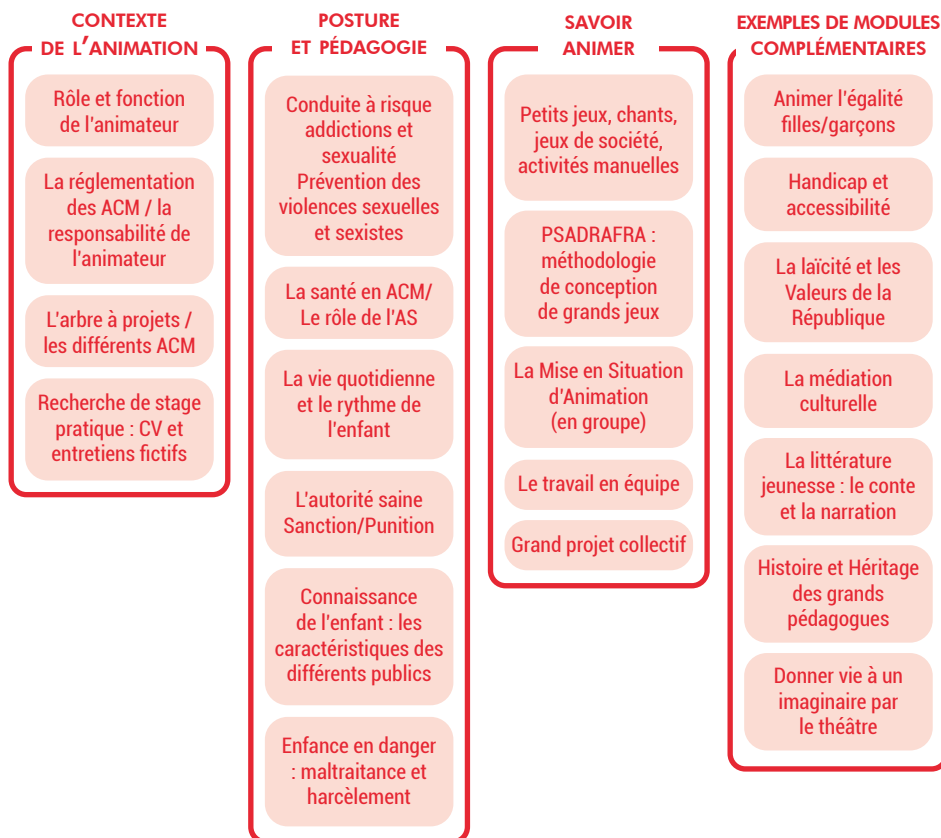 CONTEXTE
DE L'ANIMATION
Rôle et fonction
de l'animateur
La réglementation
des ACM / la
responsabilité de
l'animateur
L'arbre à projets /
les différents ACM
Recherche de stage
pratique : CV et
entretiens fictifs
POSTURE
ET PÉDAGOGIE
Conduite à risque
addictions et
sexualité
Prévention des
violences sexuelles
et sexistes
La santé en ACM/
Le rôle de l'AS
La vie quotidienne
et le rythme de
l'enfant
L'autorité saine
Sanction/Punition
Connaissance
de l'enfant : les
caractéristiques des
différents publics
Enfance en danger
: maltraitance et
harcèlement
SAVOIR
ANIMER
Petits jeux, chants,
jeux de société,
activités manuelles
PSADRAFRA :
méthodologie
de conception
de grands jeux
La Mise en Situation
d'Animation
(en groupe)
Le travail en équipe
Grand projet collectif
EXEMPLES DE MODULES
COMPLÉMENTAIRES
Animer l'égalité
filles/garçons
Handicap et
accessibilité
La laïcité et les
Valeurs de la
République
La médiation
culturelle
La littérature
jeunesse : le conte
et la narration
Histoire et Héritage
des grands
pédagogues
Donner vie à un
imaginaire par
le théâtre